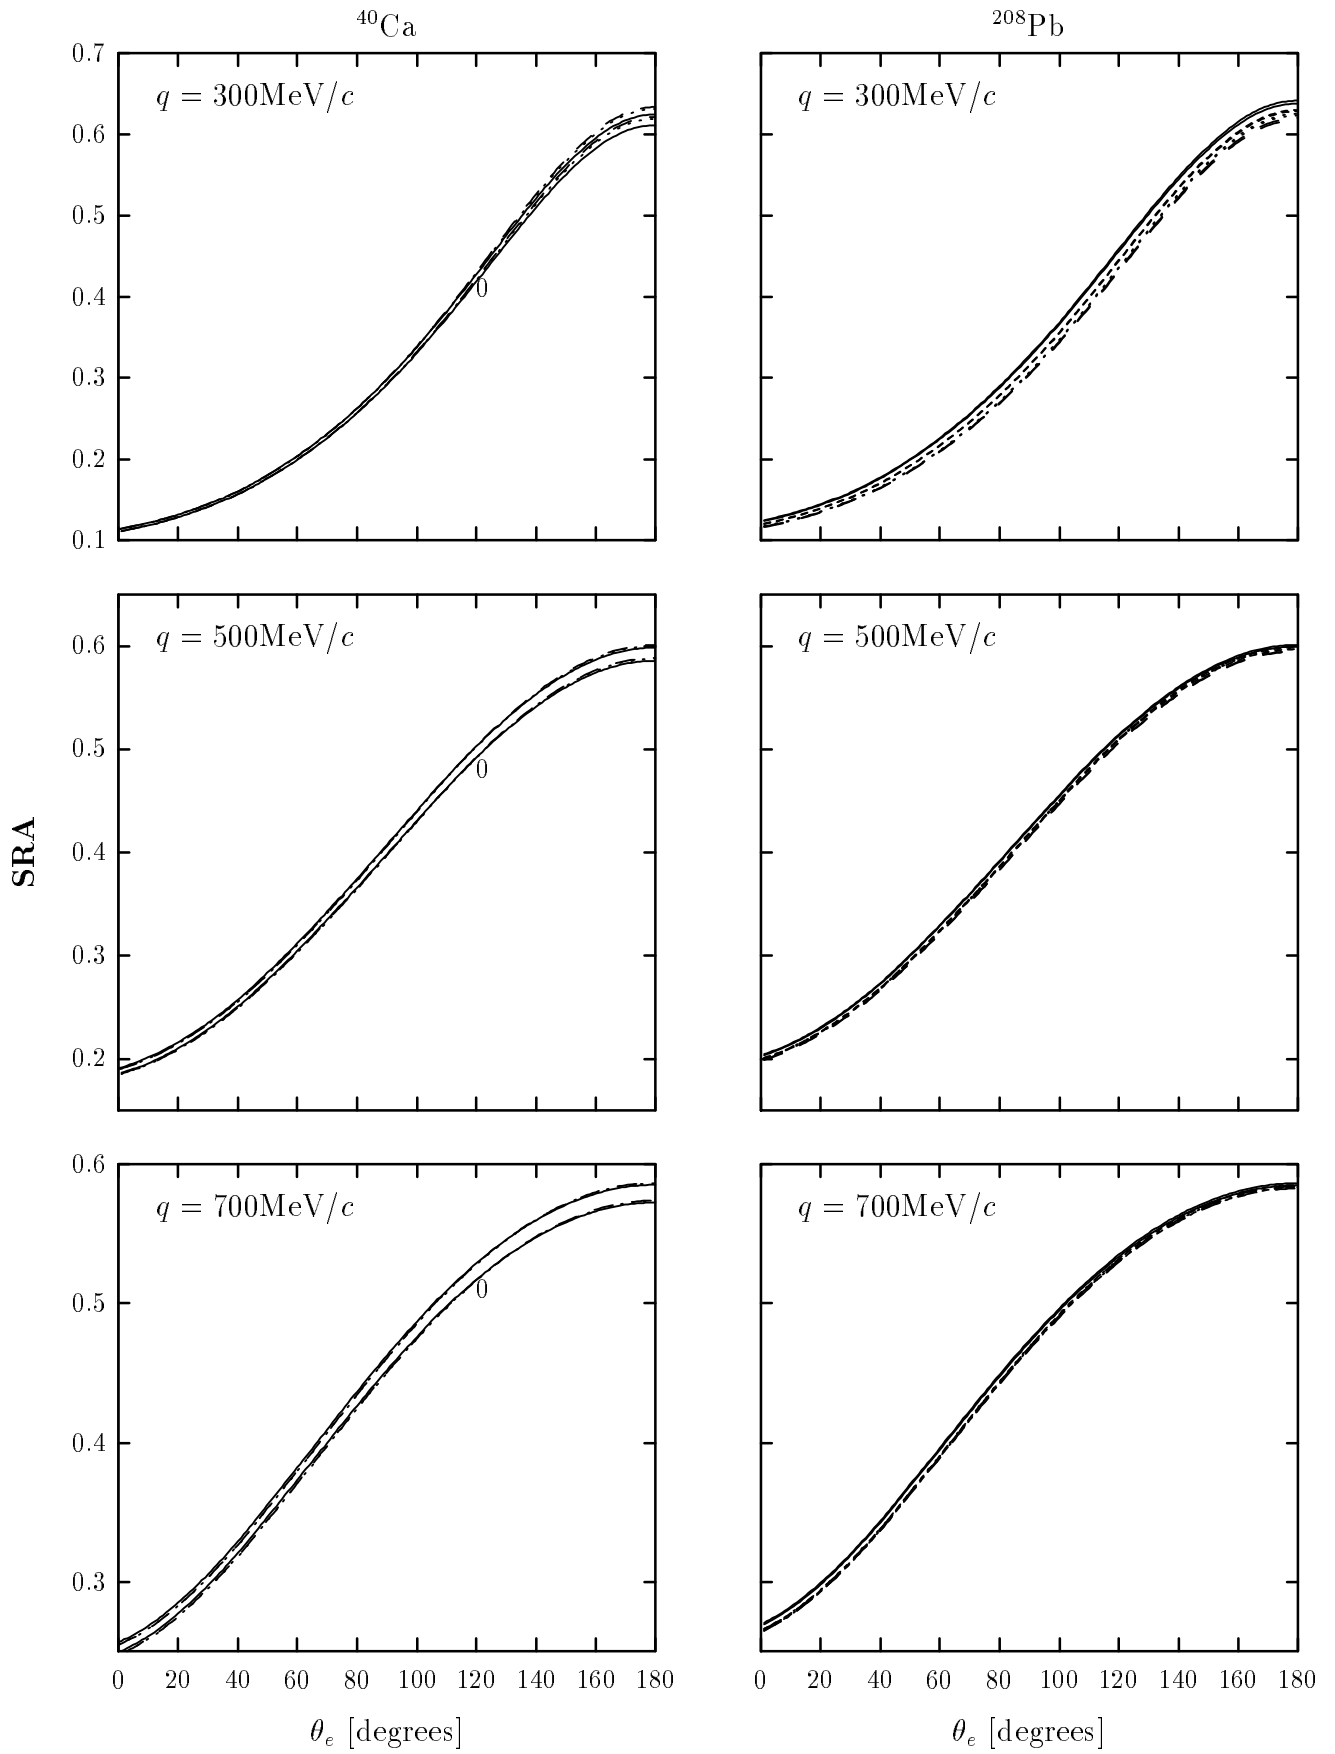 ⁴⁰Ca
²⁰⁸Pb
0.7
0.6
0.5
0.4
0.3
0.2
0.1
q = 300MeV/c
0
q = 300MeV/c
SRA
0.6
0.5
0.4
0.3
0.2
q = 500MeV/c
0
q = 500MeV/c
0.6
0.5
0.4
0.3
q = 700MeV/c
0
q = 700MeV/c
0 20 40 60 80 100 120 140 160 180
0 20 40 60 80 100 120 140 160 180
θₑ [degrees]
θₑ [degrees]